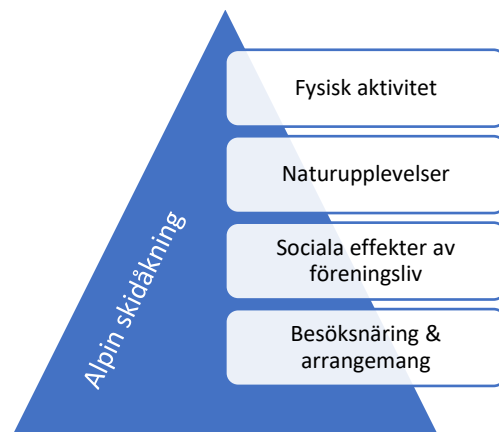 Alpin skidåkning
Fysisk aktivitet
Naturupplevelser
Sociala effekter av
föreningsliv
Besöksnäring &
arrangemang